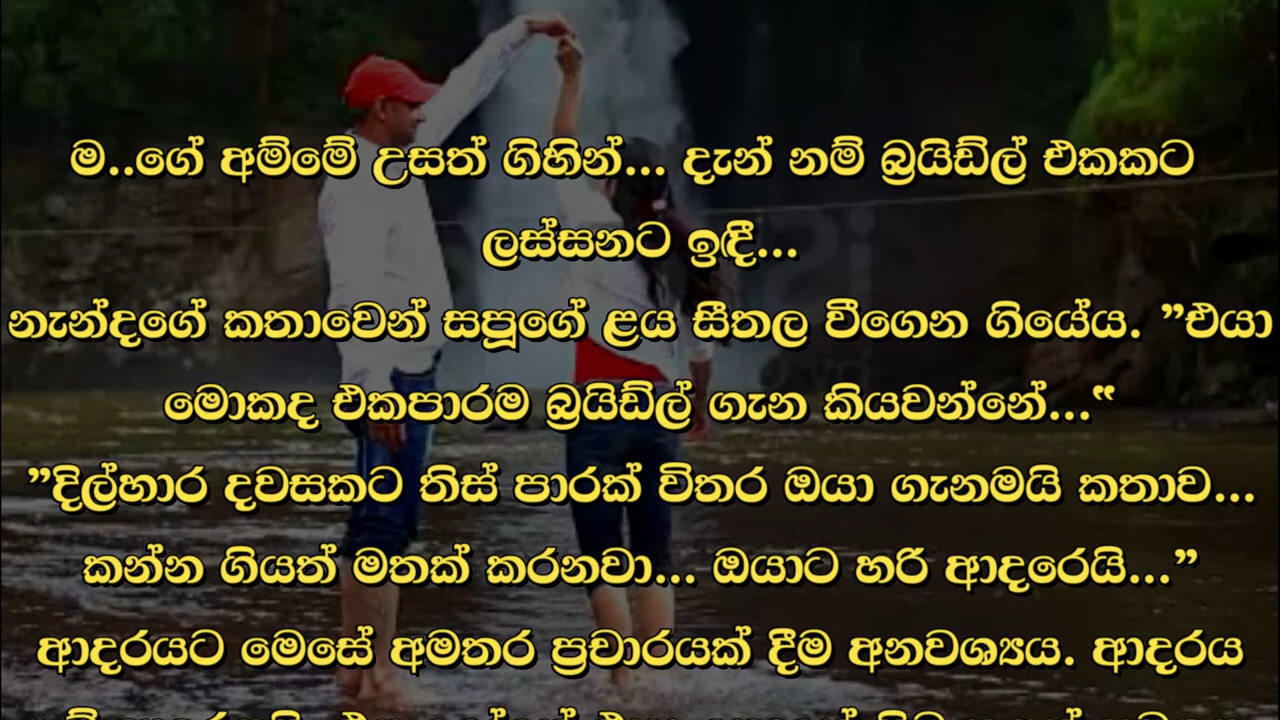 ම..ගේ අම්මේ උසත් ගිහින්... දැන් නම් බ්‍රයිඩ්ල් එකකට
ලස්සනට ඉඳී...
නැන්දගේ කතාවෙන් සපූගේ ළය සීතල වීගෙන ගියේය. ”එයා
මොකද එකපාරම බ්‍රයිඩ්ල් ගැන කියවන්නේ...“
”දිල්හාර දවසකට තිස් පාරක් විතර ඔයා ගැනමයි කතාව...
කන්න ගියත් මතක් කරනවා... ඔයාට හරි ආදරෙයි...”
ආදරයට මෙසේ අමතර ප්‍රචාරයක් දීම අනවශ්‍යය. ආදරය